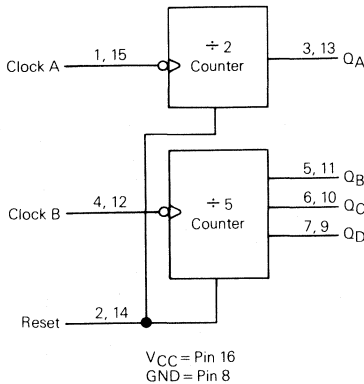 ÷ 2
Counter
1, 15
Clock A
3, 13
QA
÷ 5
Counter
4, 12
Clock B
5, 11
QB
6, 10
QC
7, 9
QD
2, 14
Reset
VCC = Pin 16
GND = Pin 8